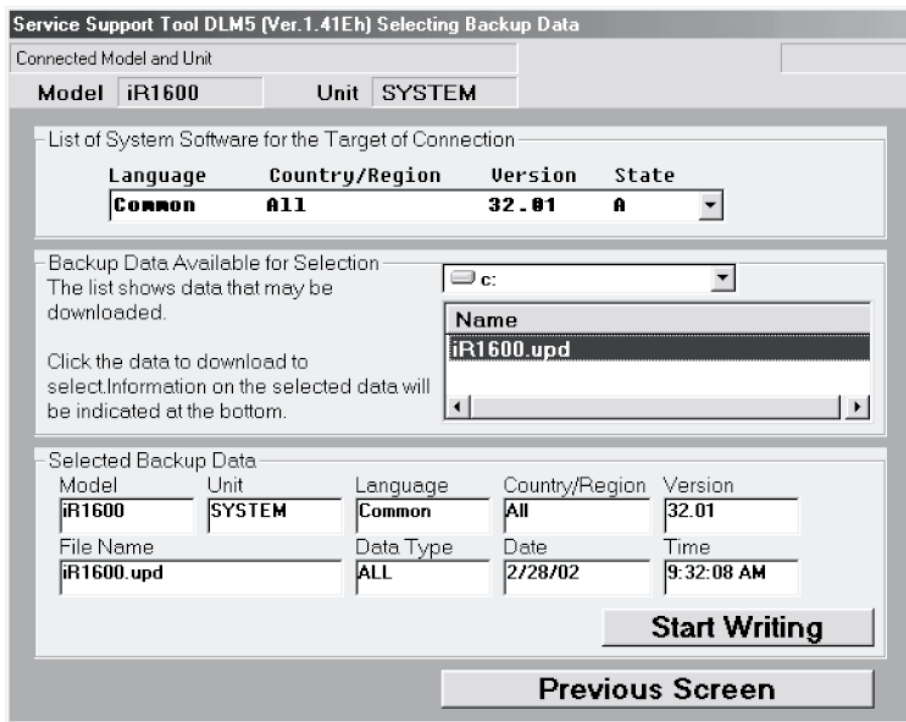 Service Support Tool DLM5 (Ver.1.41Eh) Selecting Backup Data
Connected Model and Unit
Model iR1600 Unit SYSTEM
List of System Software for the Target of Connection
Language Country/Region Version State
Common All 32.01 A
Backup Data Available for Selection
The list shows data that may be
downloaded.
Click the data to download to
select.Information on the selected data will
be indicated at the bottom.
c:
Name
iR1600.upd
Selected Backup Data
Model Unit Language Country/Region Version
iR1600 SYSTEM Common All 32.01
File Name Data Type Date Time
iR1600.upd ALL 2/28/02 9:32:08 AM
Start Writing
Previous Screen